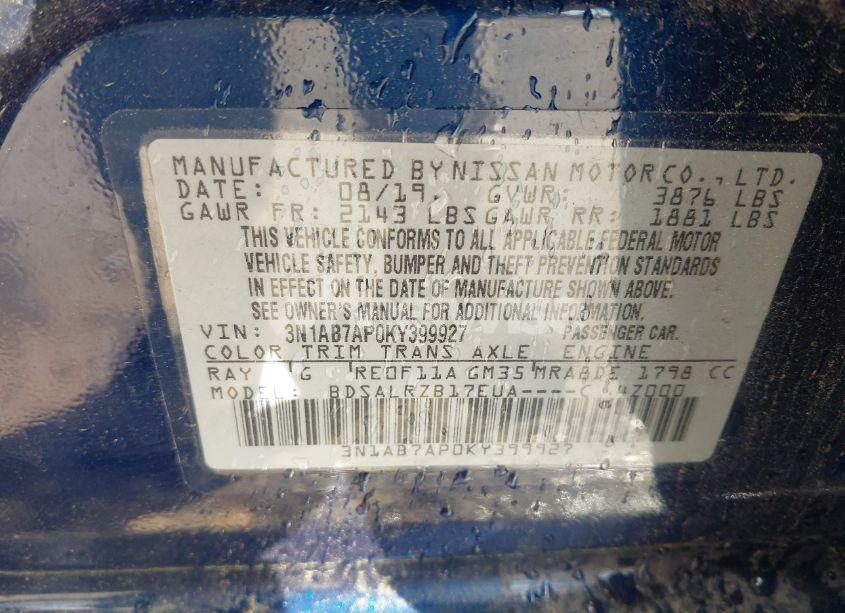 MANUFACTURED BY NISSAN MOTOR CO., LTD.
DATE: 08/19 GVWR: 3876 LBS
GAWR FR: 2143 LBS GAWR RR: 1881 LBS
THIS VEHICLE CONFORMS TO ALL APPLICABLE FEDERAL MOTOR
VEHICLE SAFETY, BUMPER AND THEFT PREVENTION STANDARDS
IN EFFECT ON THE DATE OF MANUFACTURE SHOWN ABOVE.
SEE OWNER'S MANUAL FOR ADDITIONAL INFORMATION.
VIN: 3N1AB7AP0KY399927 PASSENGER CAR.
COLOR TRIM TRANS AXLE ENGINE
RAY G RE0F11A GM35 MRA8DE 1798 CC
MODEL: BDSALRZB17EUA----
3N1AB7AP0KY399927